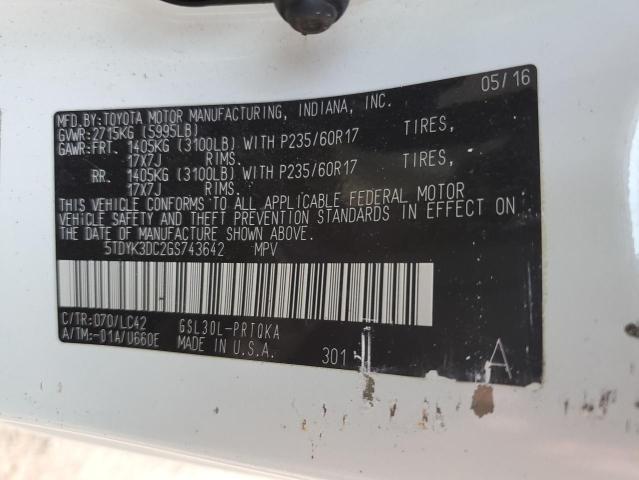 05/16
MFD.BY:TOYOTA MOTOR MANUFACTURING, INDIANA, INC.
GVWR:2715KG (5995LB)
GAWR:FRT. 1405KG (3100LB) WITH P235/60R17 TIRES,
17X7J RIMS.
RR. 1405KG (3100LB) WITH P235/60R17 TIRES,
17X7J RIMS.
THIS VEHICLE CONFORMS TO ALL APPLICABLE FEDERAL MOTOR
VEHICLE SAFETY AND THEFT PREVENTION STANDARDS IN EFFECT ON
THE DATE OF MANUFACTURE SHOWN ABOVE.
5TDYK3DC2GS743642 MPV
C/TR:070/LC42 GSL30L-PRTQKA
A/TM:-01A/U660E MADE IN U.S.A. 301 A